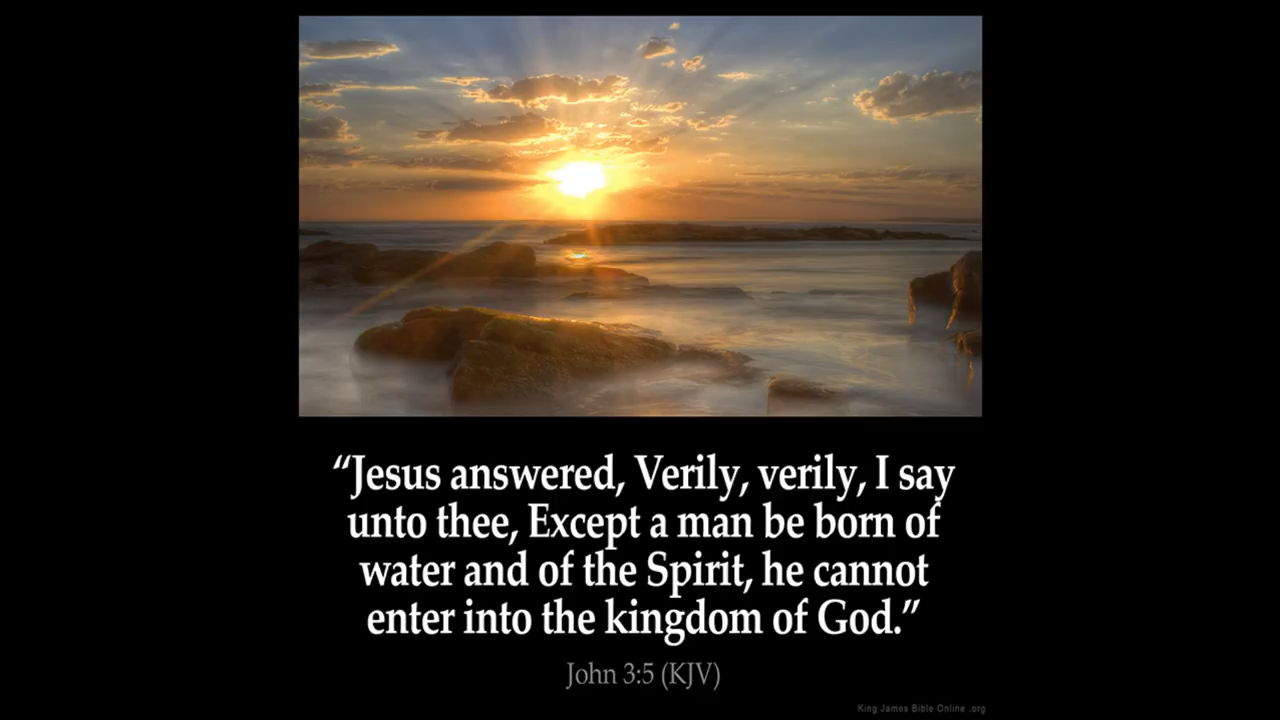 “Jesus answered, Verily, verily, I say
unto thee, Except a man be born of
water and of the Spirit, he cannot
enter into the kingdom of God.”
John 3:5 (KJV)
King James Bible Online .org